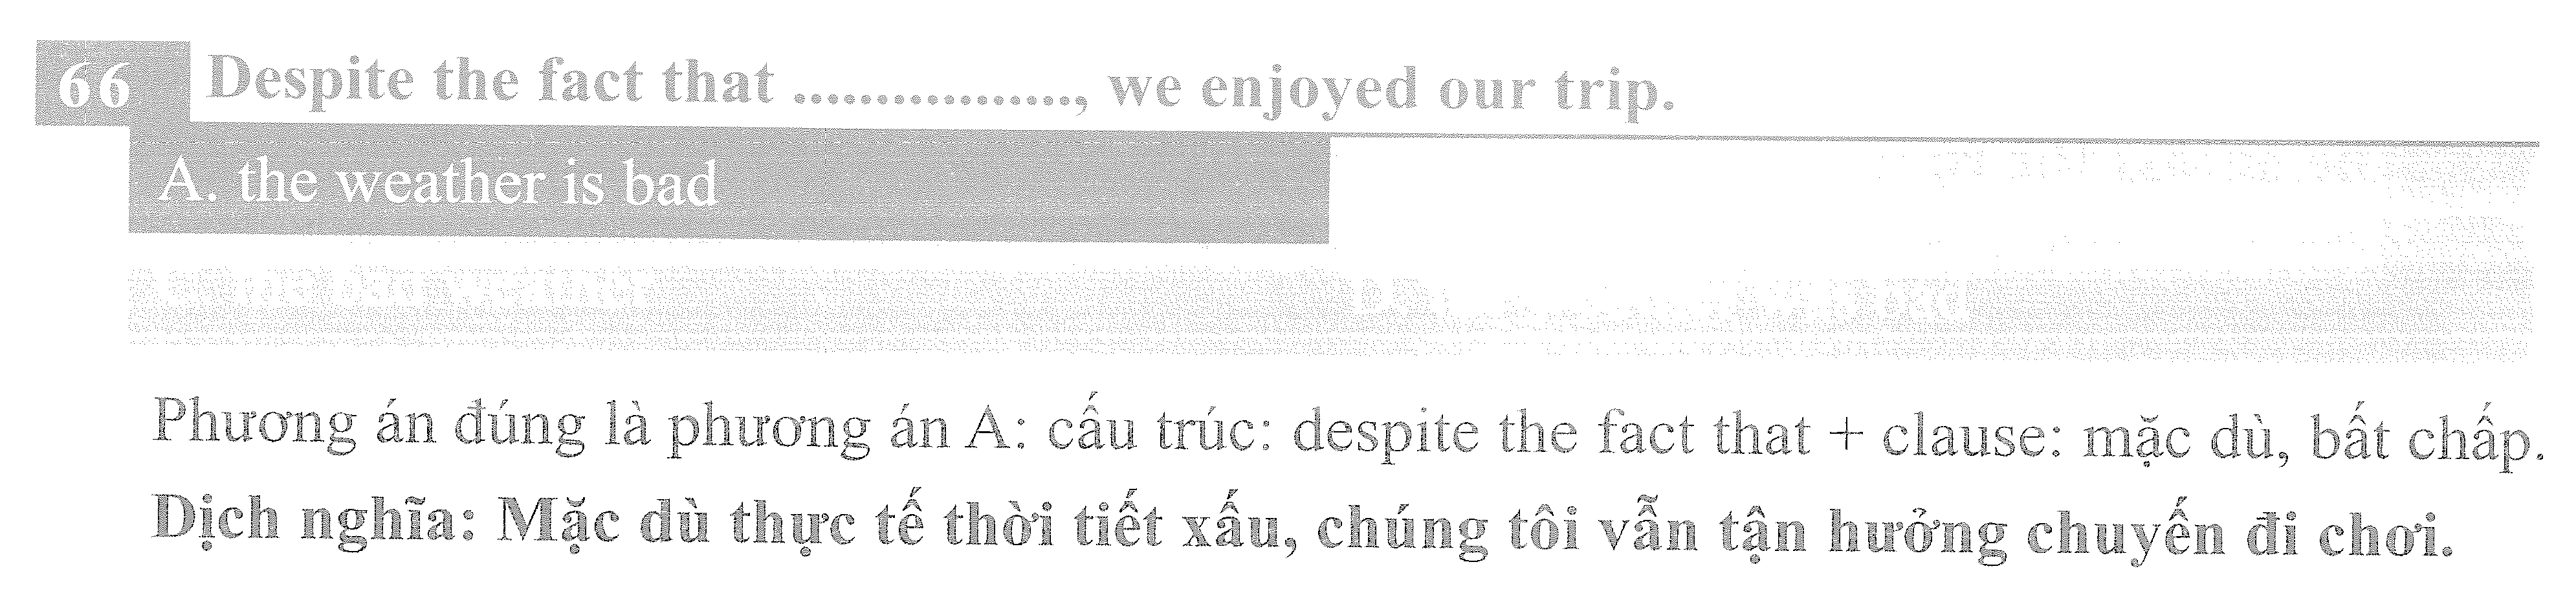 66 Despite the fact that ................., we enjoyed our trip.
A. the weather is bad
Phương án đúng là phương án A: cấu trúc: despite the fact that + clause: mặc dù, bất chấp.
Dịch nghĩa: Mặc dù thực tế thời tiết xấu, chúng tôi vẫn tận hưởng chuyến đi chơi.